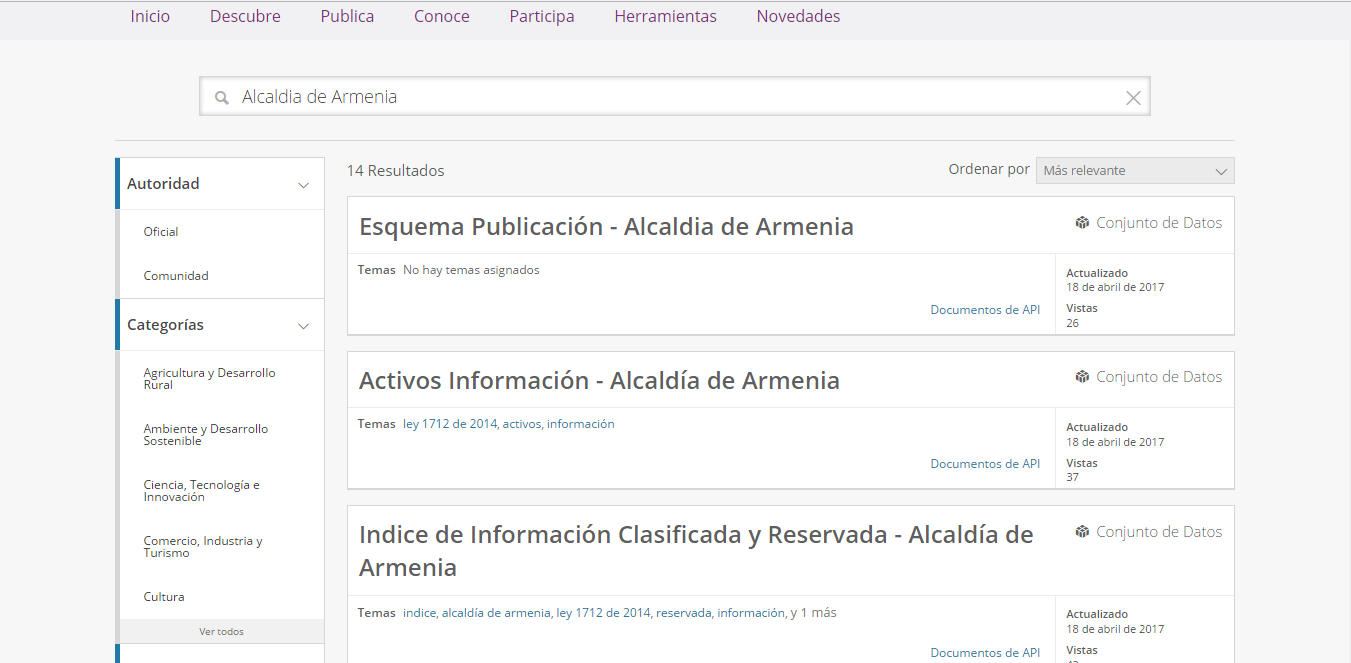 Inicio Descubre Publica Conoce Participa Herramientas Novedades
Alcaldia de Armenia
Autoridad
Oficial
Comunidad
Categorías
Agricultura y Desarrollo
Rural
Ambiente y Desarrollo
Sostenible
Ciencia, Tecnología e
Innovación
Comercio, Industria y
Turismo
Cultura
Ver todos
14 Resultados
Ordenar por Más relevante
Esquema Publicación - Alcaldia de Armenia
Conjunto de Datos
Temas No hay temas asignados
Documentos de API
Actualizado
18 de abril de 2017
Vistas
26
Activos Información - Alcaldía de Armenia
Conjunto de Datos
Temas ley 1712 de 2014, activos, información
Documentos de API
Actualizado
18 de abril de 2017
Vistas
37
Indice de Información Clasificada y Reservada - Alcaldía de
Armenia
Conjunto de Datos
Temas indice, alcaldía de armenia, ley 1712 de 2014, reservada, información, y 1 más
Documentos de API
Actualizado
18 de abril de 2017
Vistas